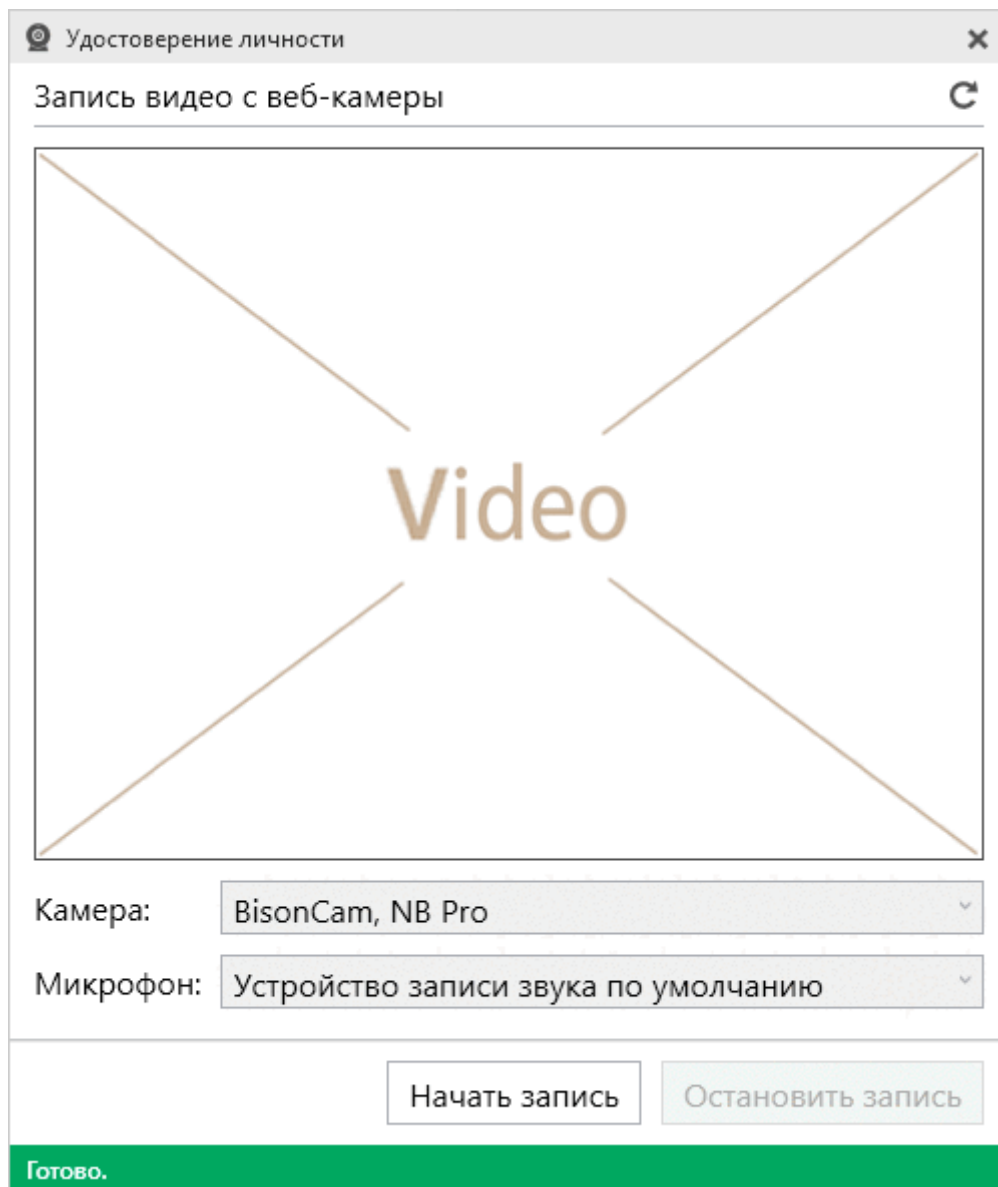 Удостоверение личности
Запись видео с веб-камеры
Video
Камера: BisonCam, NB Pro
Микрофон: Устройство записи звука по умолчанию
Начать запись Остановить запись
Готово.